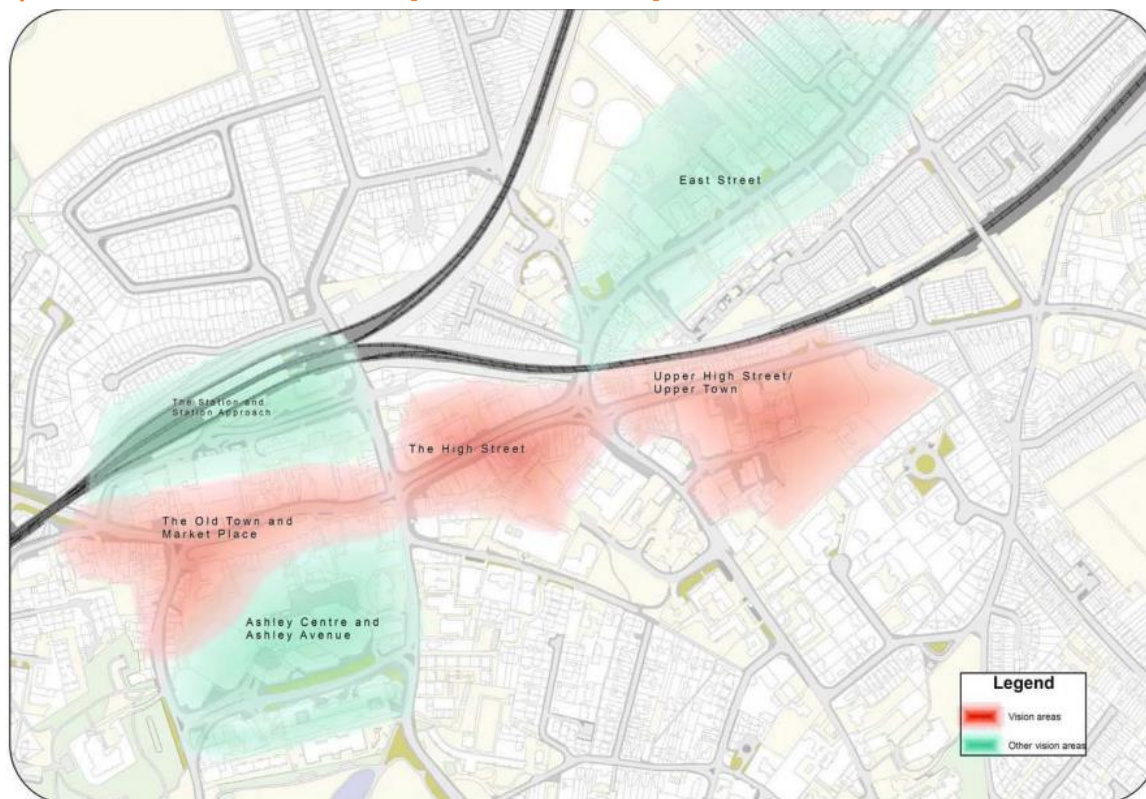 East Street
Upper High Street/
Upper Town
The Station and
Station Approach
The High Street
The Old Town and
Market Place
Ashley Centre and
Ashley Avenue
Legend
Vision areas
Other vision areas